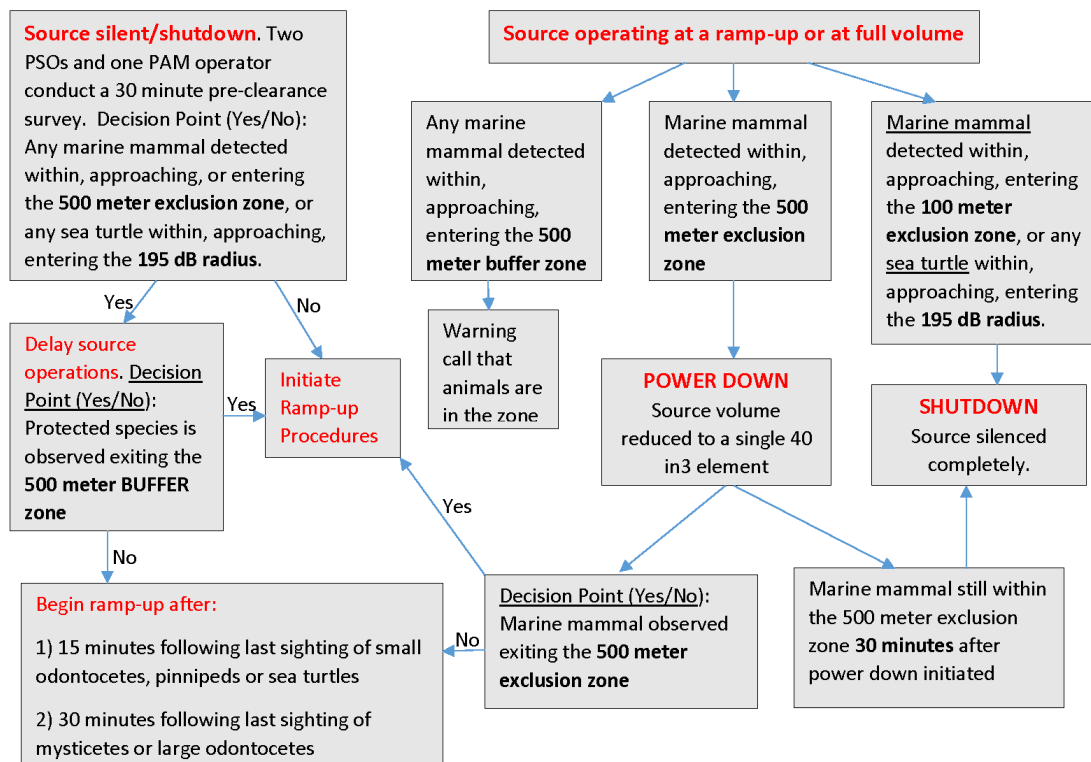 Source silent/shutdown. Two
PSOs and one PAM operator
conduct a 30 minute pre-clearance
survey.  Decision Point (Yes/No):
Any marine mammal detected
within, approaching, or entering
the 500 meter exclusion zone, or
any sea turtle within, approaching,
entering the 195 dB radius.
Source operating at a ramp-up or at full volume
Any marine
mammal detected
within,
approaching,
entering the 500
meter buffer zone
Marine mammal
detected within,
approaching,
entering the 500
meter exclusion
zone
Marine mammal
detected within,
approaching, entering
the 100 meter
exclusion zone, or any
sea turtle within,
approaching, entering
the 195 dB radius.
Yes
No
Delay source
operations. Decision
Point (Yes/No):
Protected species is
observed exiting the
500 meter BUFFER
zone
Yes
Initiate
Ramp-up
Procedures
Warning
call that
animals are
in the zone
POWER DOWN
Source volume
reduced to a single 40
in3 element
SHUTDOWN
Source silenced
completely.
Yes
No
Begin ramp-up after:
1) 15 minutes following last sighting of small
odontocetes, pinnipeds or sea turtles
2) 30 minutes following last sighting of
mysticetes or large odontocetes
No
Decision Point (Yes/No):
Marine mammal observed
exiting the 500 meter
exclusion zone
Marine mammal still within
the 500 meter exclusion
zone 30 minutes after
power down initiated